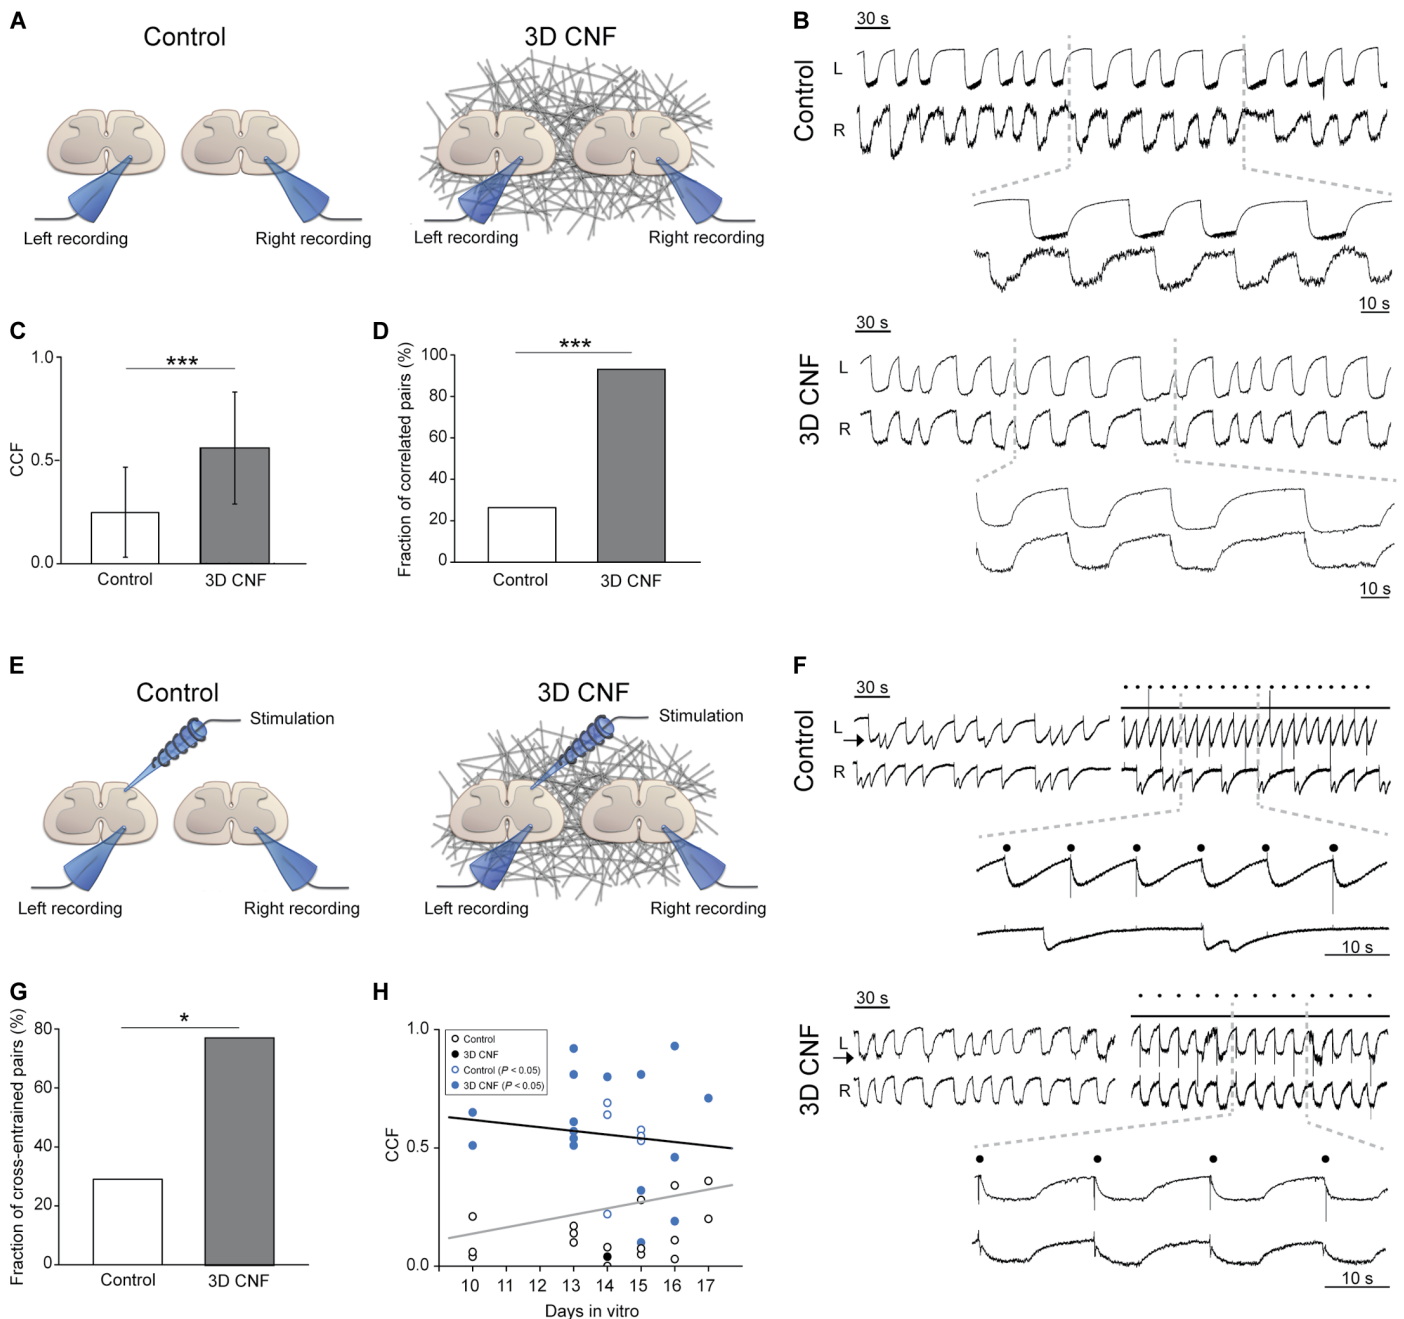 A
Control
3D CNF
Left recording
Right recording
Left recording
Right recording
B
30 s
Control
L
R
10 s
30 s
3D CNF
L
R
10 s
C
1.0
0.5
0.0
CCF
***
Control
3D CNF
D
100
80
60
40
20
0
Fraction of correlated pairs (%)
***
Control
3D CNF
E
Control
Stimulation
3D CNF
Stimulation
Left recording
Right recording
Left recording
Right recording
F
30 s
Control
L
R
10 s
30 s
3D CNF
L
R
10 s
G
80
60
40
20
0
Fraction of cross-entrained pairs (%)
*
Control
3D CNF
H
1.0
0.5
0.0
CCF
Control
3D CNF
Control (P < 0.05)
3D CNF (P < 0.05)
10 11 12 13 14 15 16 17
Days in vitro